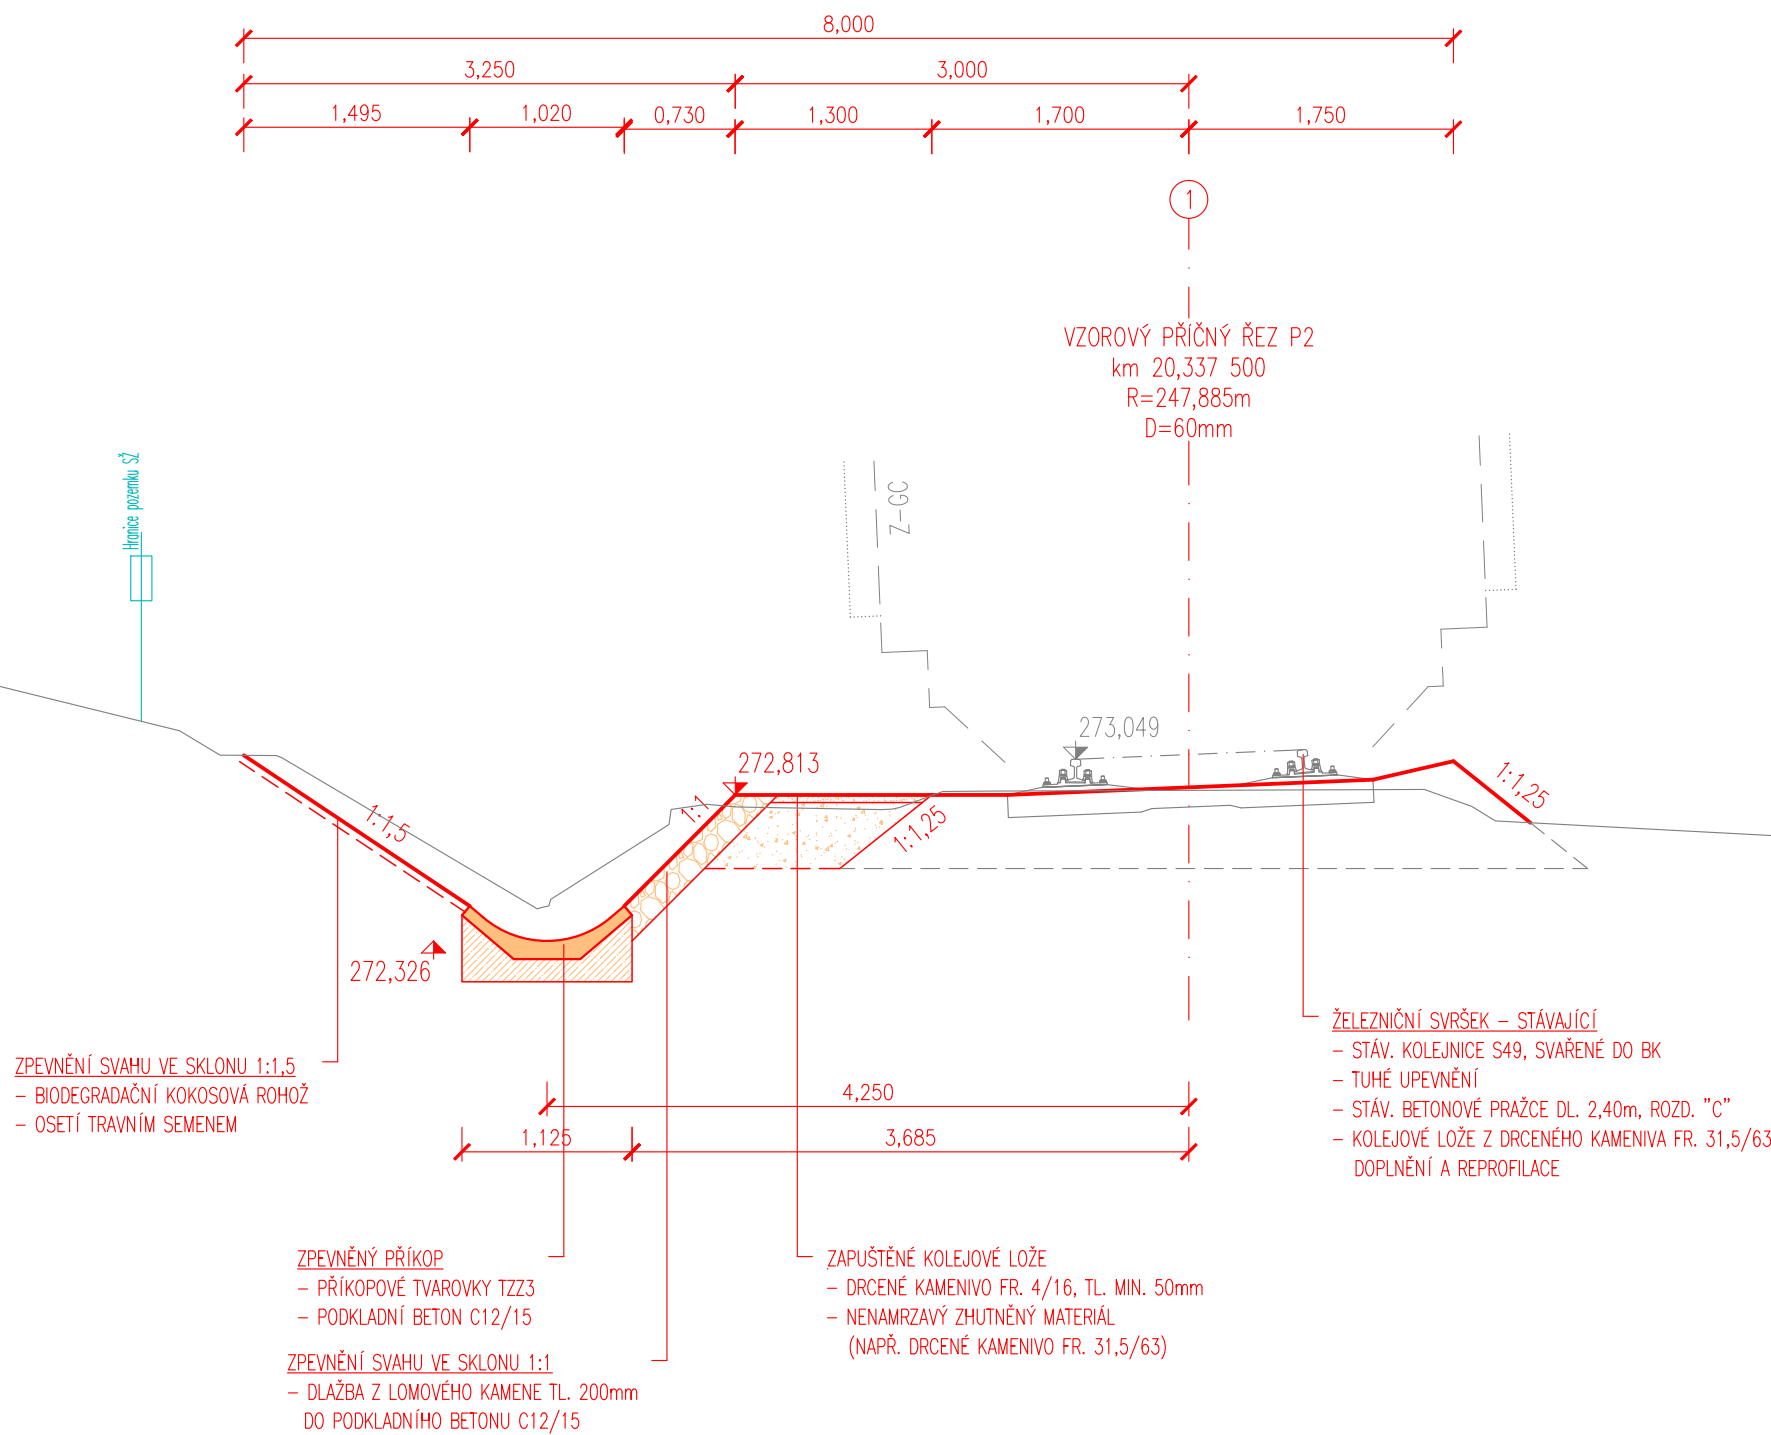 8,000
3,250
3,000
1,495
1,020
0,730
1,300
1,700
1,750
1
VZOROVÝ PŘÍČNÝ ŘEZ P2
km 20,337 500
R=247,885m
D=60mm
Hranice pozemku SŽ
Z-GC
273,049
272,813
1:1,5
1:1
1:1,25
1:1,25
272,326
ZPEVNĚNÍ SVAHU VE SKLONU 1:1,5
- BIODEGRADAČNÍ KOKOSOVÁ ROHOŽ
- OSETÍ TRAVNÍM SEMENEM
ŽELEZNIČNÍ SVRŠEK - STÁVAJÍCÍ
- STÁV. KOLEJNICE S49, SVAŘENÉ DO BK
- TUHÉ UPEVNĚNÍ
- STÁV. BETONOVÉ PRAŽCE DL. 2,40m, ROZD. "C"
- KOLEJOVÉ LOŽE Z DRCENÉHO KAMENIVA FR. 31,5/63
DOPLNĚNÍ A REPROFILACE
4,250
1,125
3,685
ZPEVNĚNÝ PŘÍKOP
- PŘÍKOPOVÉ TVAROVKY TZZ3
- PODKLADNÍ BETON C12/15
ZPEVNĚNÍ SVAHU VE SKLONU 1:1
- DLAŽBA Z LOMOVÉHO KAMENE TL. 200mm
DO PODKLADNÍHO BETONU C12/15
ZAPUŠTĚNÉ KOLEJOVÉ LOŽE
- DRCENÉ KAMENIVO FR. 4/16, TL. MIN. 50mm
- NENAMRZAVÝ ZHUTNĚNÝ MATERIÁL
(NAPŘ. DRCENÉ KAMENIVO FR. 31,5/63)